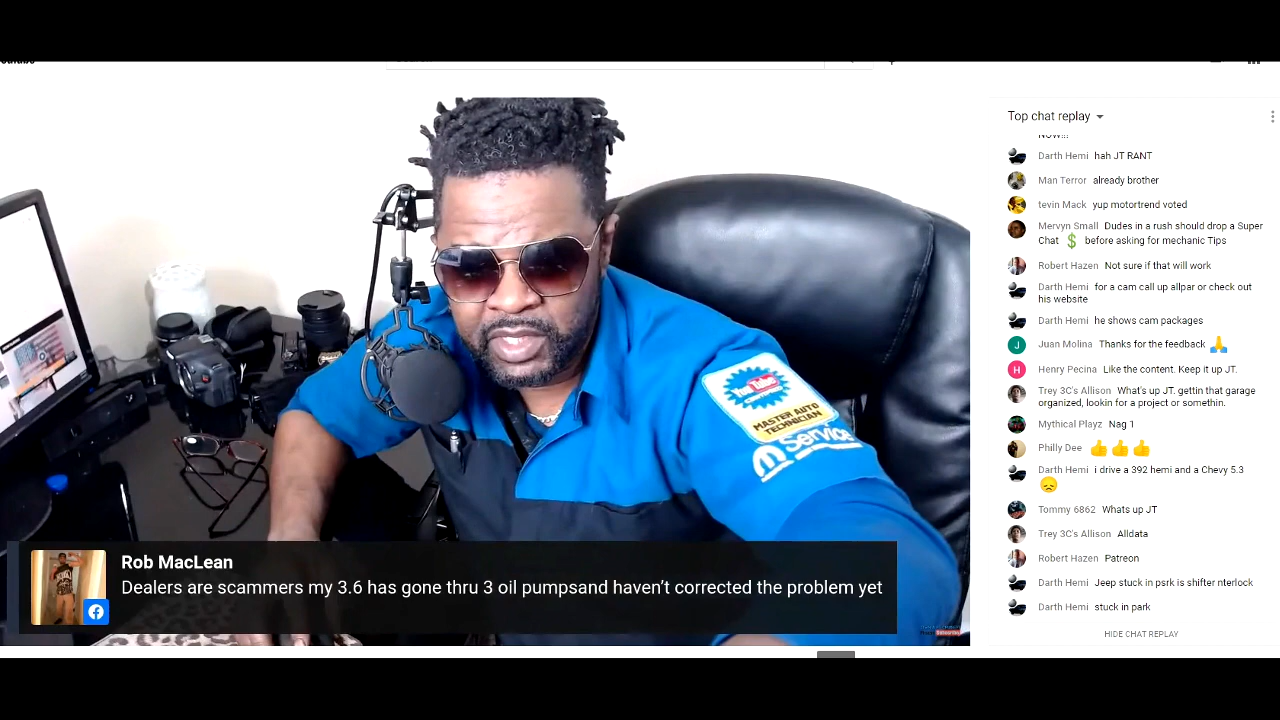 Top chat replay
NOW!!!
Darth Hemi hah JT RANT
Man Terror already brother
tevin Mack yup motortrend voted
Mervyn Small Dudes in a rush should drop a Super
Chat 💲 before asking for mechanic Tips
Robert Hazen Not sure if that will work
Darth Hemi for a cam call up allpar or check out
his website
Darth Hemi he shows cam packages
J Juan Molina Thanks for the feedback 🙏
H Henry Pecina Like the content. Keep it up JT.
Trey 3C's Allison What's up JT. gettin that garage
organized, lookin for a project or somethin.
Mythical Playz Nag 1
Philly Dee 👍👍👍
Darth Hemi i drive a 392 hemi and a Chevy 5.3
😞
Tommy 6862 Whats up JT
Trey 3C's Allison Alldata
Robert Hazen Patreon
Darth Hemi Jeep stuck in psrk is shifter nterlock
Darth Hemi stuck in park
HIDE CHAT REPLAY
You Tube
CERTIFIED
MASTER AUTO
TECHNICIAN
Service
Rob MacLean
Dealers are scammers my 3.6 has gone thru 3 oil pumpsand haven't corrected the problem yet